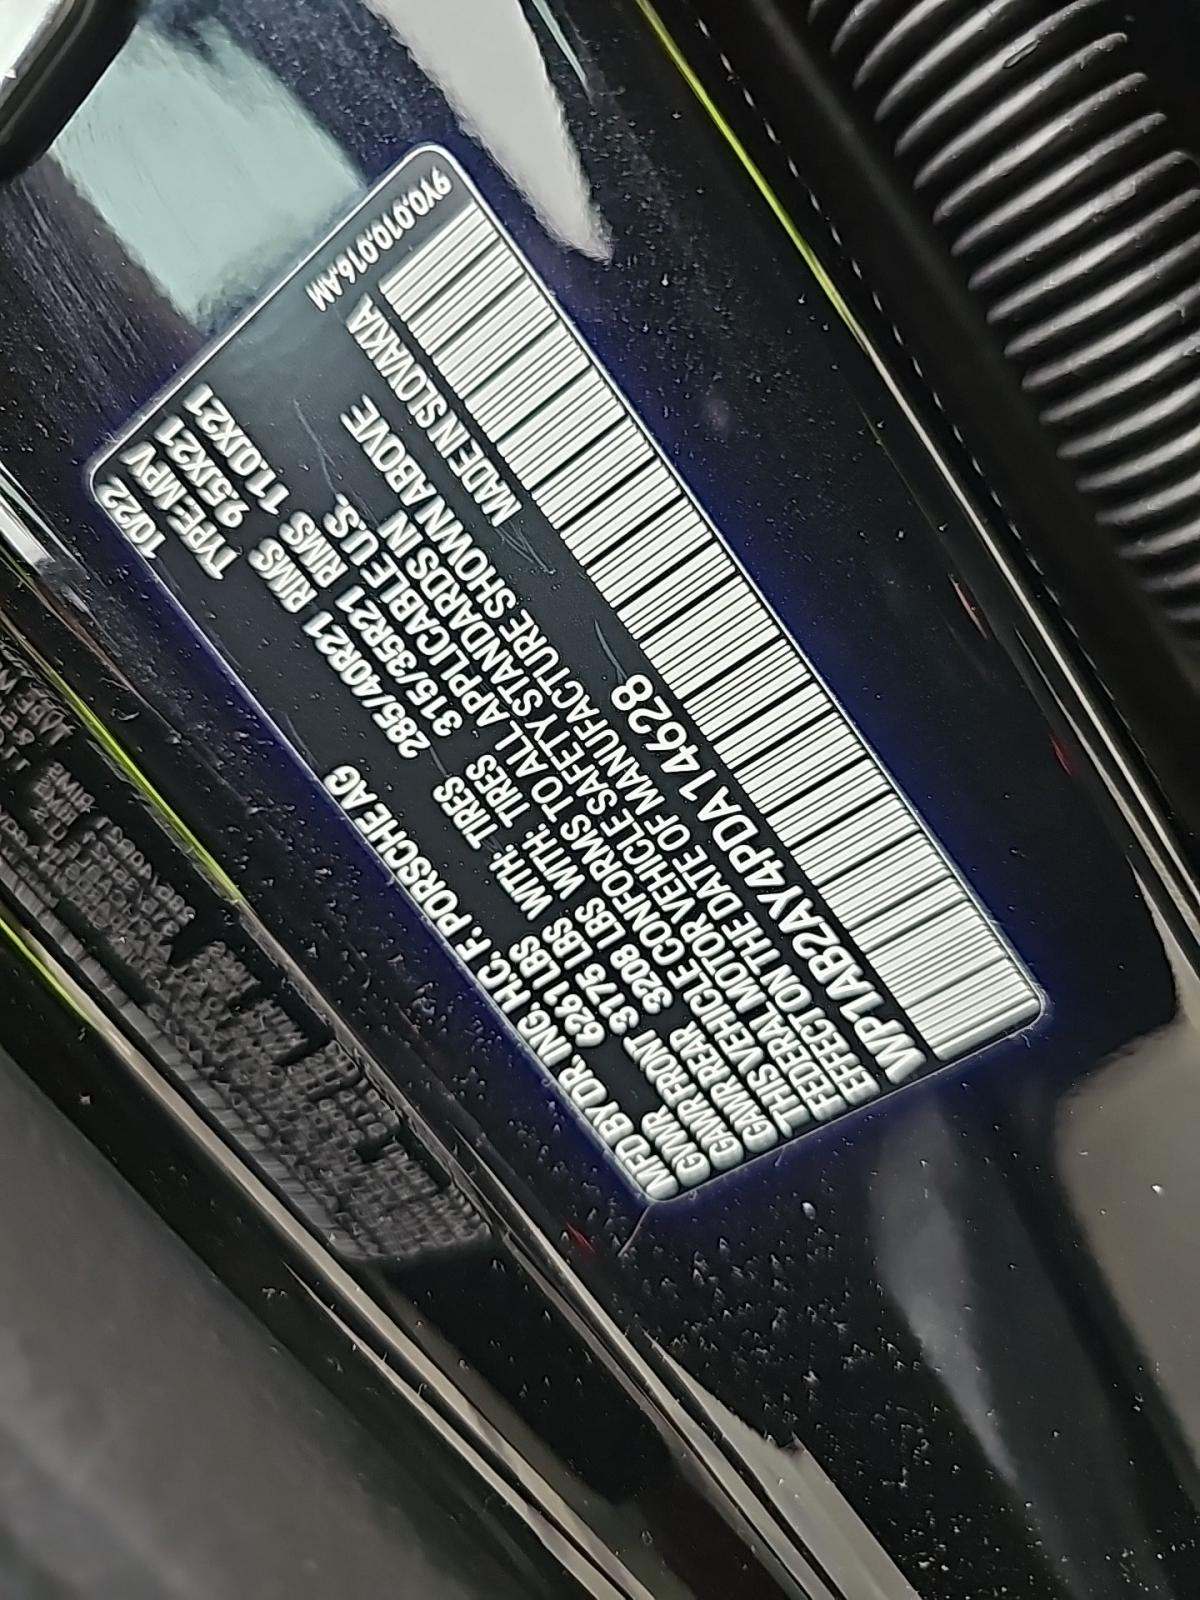 MFD BY DR. ING H.C. F. PORSCHE AG 10/22
GVWR 6261 LBS TYPE: MPV
GAWR FRONT 3175 LBS WITH: TIRES 285/40R21 RIMS 9.5X21
GAWR REAR 3208 LBS WITH: TIRES 315/35R21 RIMS 11.0X21
THIS VEHICLE CONFORMS TO ALL APPLICABLE U.S.
FEDERAL MOTOR VEHICLE SAFETY STANDARDS IN
EFFECT ON THE DATE OF MANUFACTURE SHOWN ABOVE
WP1AB2AY4PDA14628 MADE IN SLOVAKIA
9Y0.010.016.AM